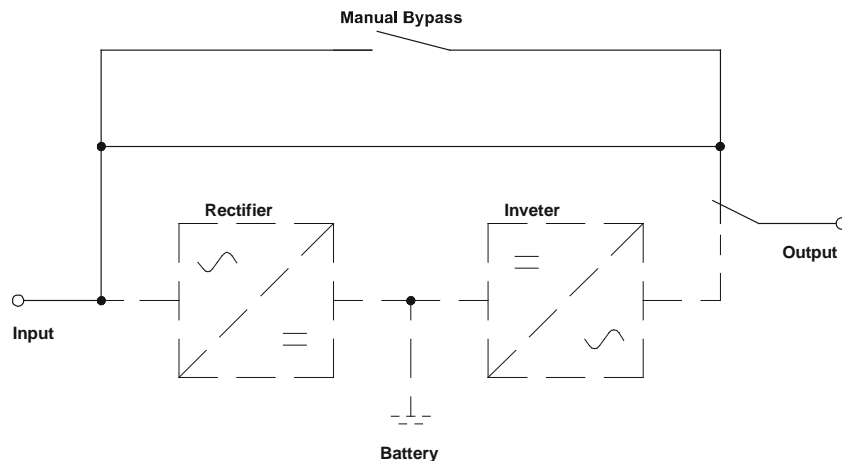 Manual Bypass
Rectifier
Inveter
Output
Input
Battery